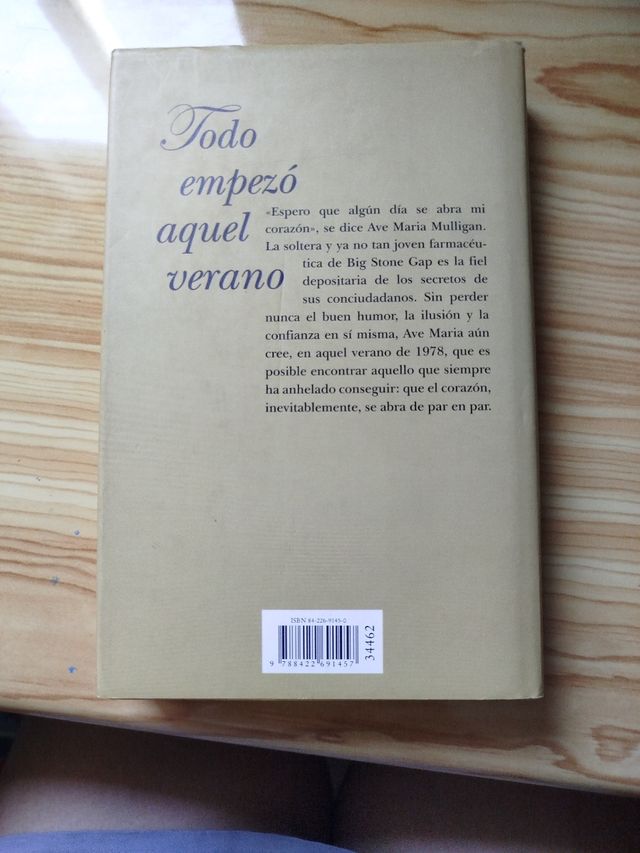 Todo
empezó
aquel
verano
«Espero que algún día se abra mi
corazón», se dice Ave Maria Mulligan.
La soltera y ya no tan joven farmacéu-
tica de Big Stone Gap es la fiel
depositaria de los secretos de
sus conciudadanos. Sin perder
nunca el buen humor, la ilusión y la
confianza en sí misma, Ave Maria aún
cree, en aquel verano de 1978, que es
posible encontrar aquello que siempre
ha anhelado conseguir: que el corazón,
inevitablemente, se abra de par en par.
ISBN 84-226-9145-0
9 788422 691457
34462